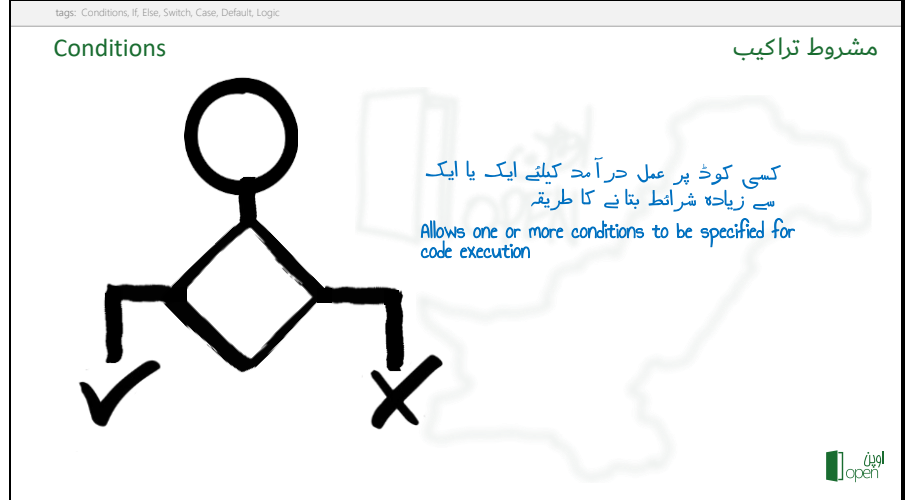 tags: Conditions, If, Else, Switch, Case, Default, Logic
Conditions
مشروط تراکیب
کسی کوڈ پر عمل درآمد کیلئے ایک یا ایک
سے زیادہ شرائط بتانے کا طریقہ
Allows one or more conditions to be specified for
code execution
اوپن
open